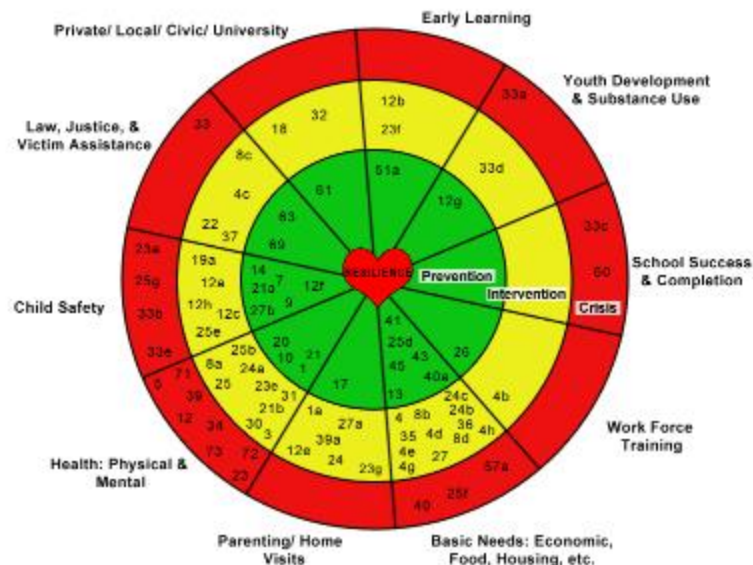 Early Learning
Private/ Local/ Civic/ University
Youth Development
& Substance Use
Law, Justice, &
Victim Assistance
School Success
& Completion
Child Safety
Work Force
Training
Health: Physical &
Mental
Parenting/ Home
Visits
Basic Needs: Economic,
Food, Housing, etc.
RESILIENCE
Prevention
Intervention
Crisis
33
18
32
12b
23f
33a
33d
8c
4c
22
37
61
63
69
51a
12g
33c
60
19a
12a
12h
12c
25e
14
7
12f
9
27b
25g
33b
33e
20
10
21
1
17
41
25d
45
43
40a
13
26
25b
8a
24a
25
23c
21b
31
30
3
71
39
12
34
73
72
23
1a
27a
39a
12e
24
23g
4
8b
24c
24b
36
35
4d
8d
4h
4e
4g
27
4b
57a
25f
40